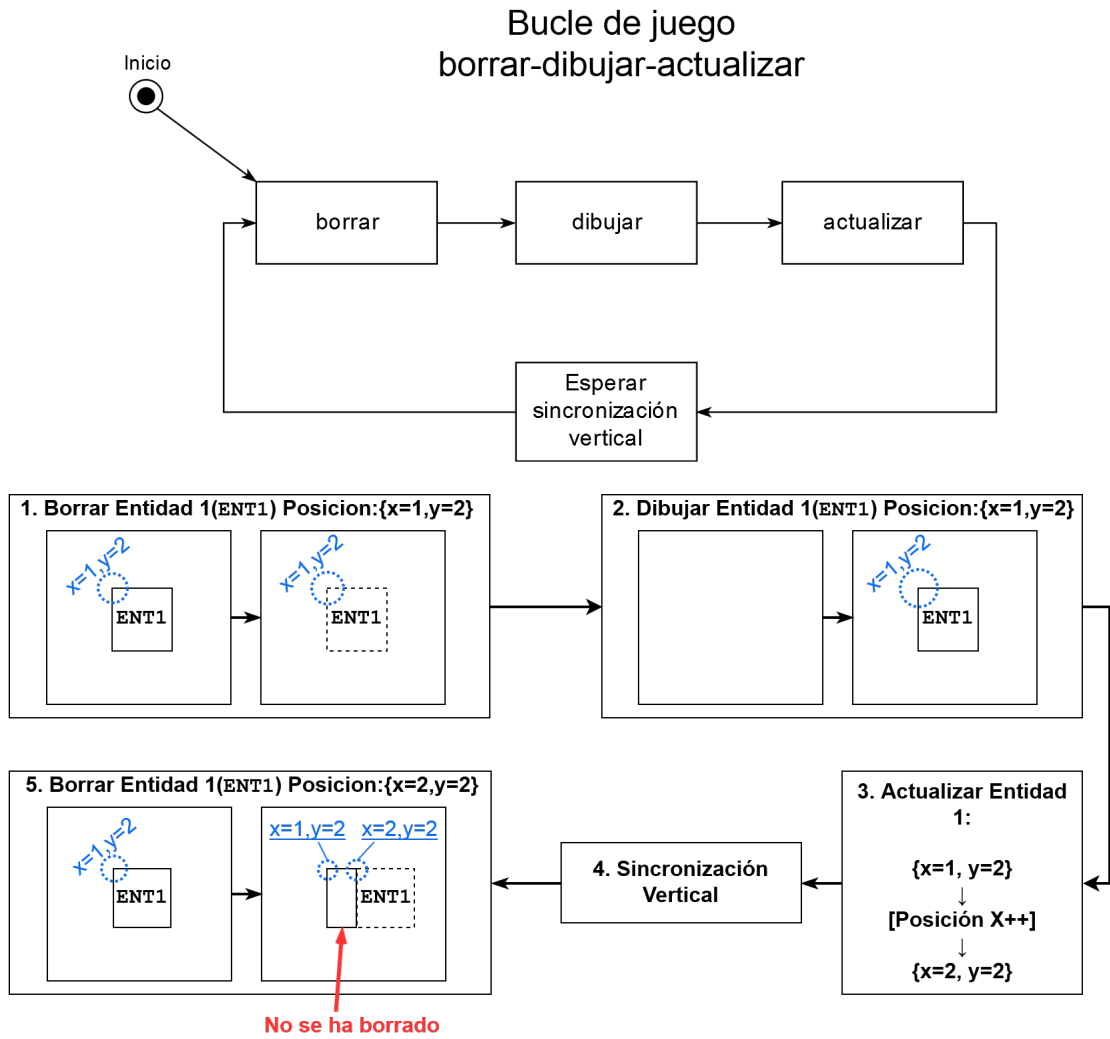 Bucle de juego
borrar-dibujar-actualizar
Inicio
borrar
dibujar
actualizar
Esperar
sincronización
vertical
1. Borrar Entidad 1(ENT1) Posicion:{x=1,y=2}
x=1,y=2
ENT1
x=1,y=2
ENT1
2. Dibujar Entidad 1(ENT1) Posicion:{x=1,y=2}
x=1,y=2
ENT1
3. Actualizar Entidad
1:
{x=1, y=2}
↓
[Posición X++]
↓
{x=2, y=2}
4. Sincronización
Vertical
5. Borrar Entidad 1(ENT1) Posicion:{x=2,y=2}
x=1,y=2
ENT1
x=1,y=2 x=2,y=2
ENT1
No se ha borrado